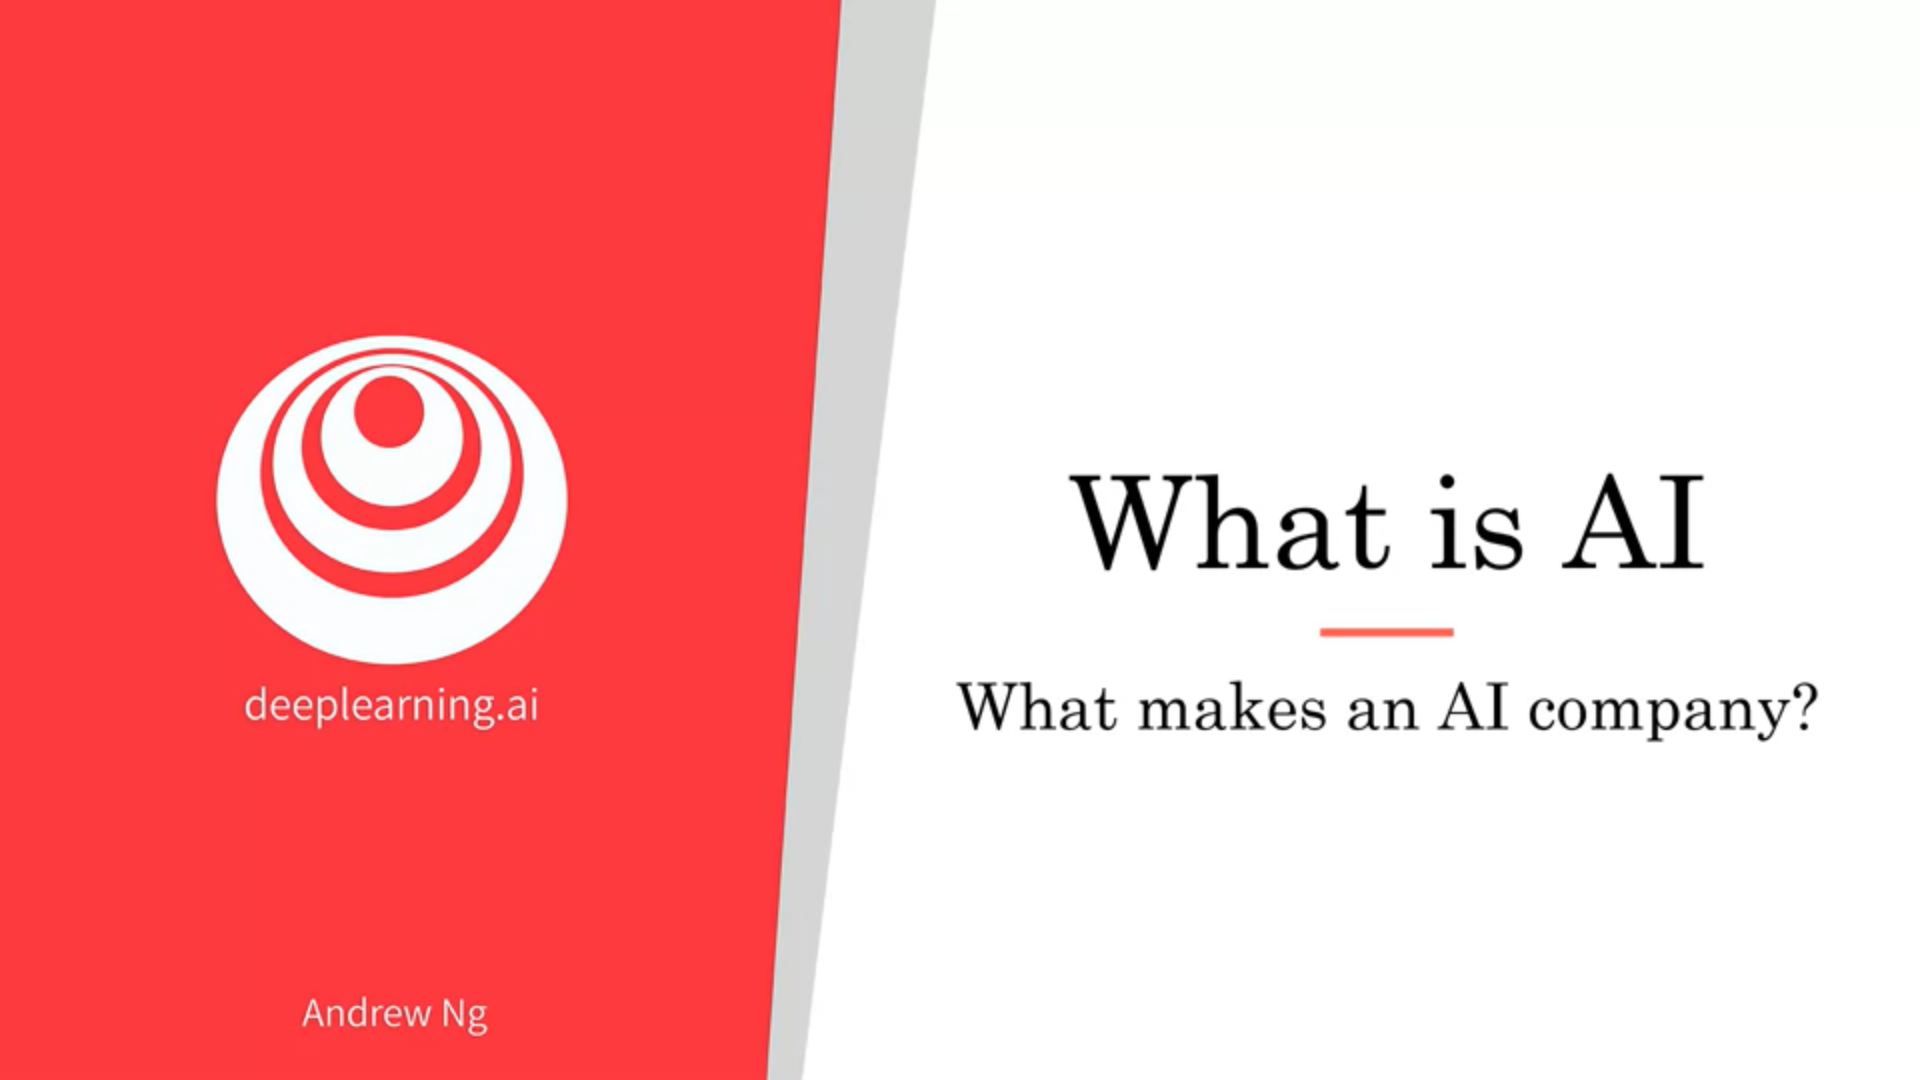 deeplearning.ai
Andrew Ng
What is AI
What makes an AI company?